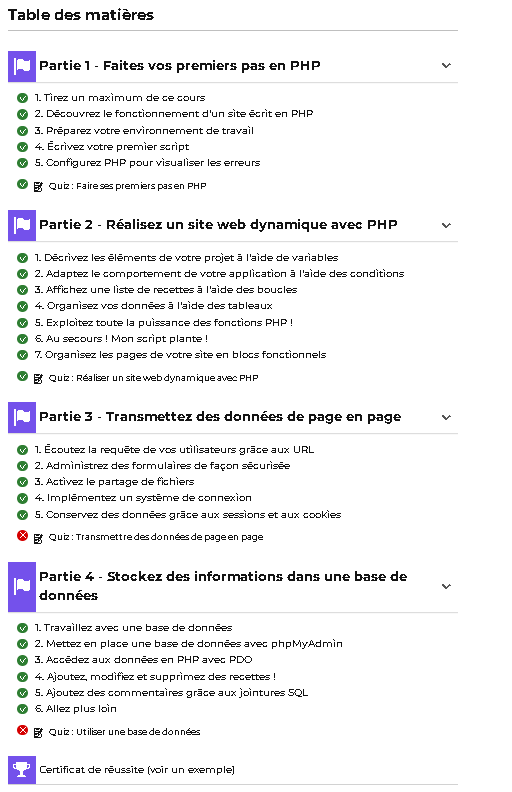 Table des matières
Partie 1 - Faites vos premiers pas en PHP
1. Tirez un maximum de ce cours
2. Découvrez le fonctionnement d'un site écrit en PHP
3. Préparez votre environnement de travail
4. Écrivez votre premier script
5. Configurez PHP pour visualiser les erreurs
Quiz : Faire ses premiers pas en PHP
Partie 2 - Réalisez un site web dynamique avec PHP
1. Décrivez les éléments de votre projet à l'aide de variables
2. Adaptez le comportement de votre application à l'aide des conditions
3. Affichez une liste de recettes à l'aide des boucles
4. Organisez vos données à l'aide des tableaux
5. Exploitez toute la puissance des fonctions PHP !
6. Au secours ! Mon script plante !
7. Organisez les pages de votre site en blocs fonctionnels
Quiz : Réaliser un site web dynamique avec PHP
Partie 3 - Transmettez des données de page en page
1. Écoutez la requête de vos utilisateurs grâce aux URL
2. Administrez des formulaires de façon sécurisée
3. Activez le partage de fichiers
4. Implémentez un système de connexion
5. Conservez des données grâce aux sessions et aux cookies
Quiz : Transmettre des données de page en page
Partie 4 - Stockez des informations dans une base de
données
1. Travaillez avec une base de données
2. Mettez en place une base de données avec phpMyAdmin
3. Accédez aux données en PHP avec PDO
4. Ajoutez, modifiez et supprimez des recettes !
5. Ajoutez des commentaires grâce aux jointures SQL
6. Allez plus loin
Quiz : Utiliser une base de données
Certificat de réussite (voir un exemple)